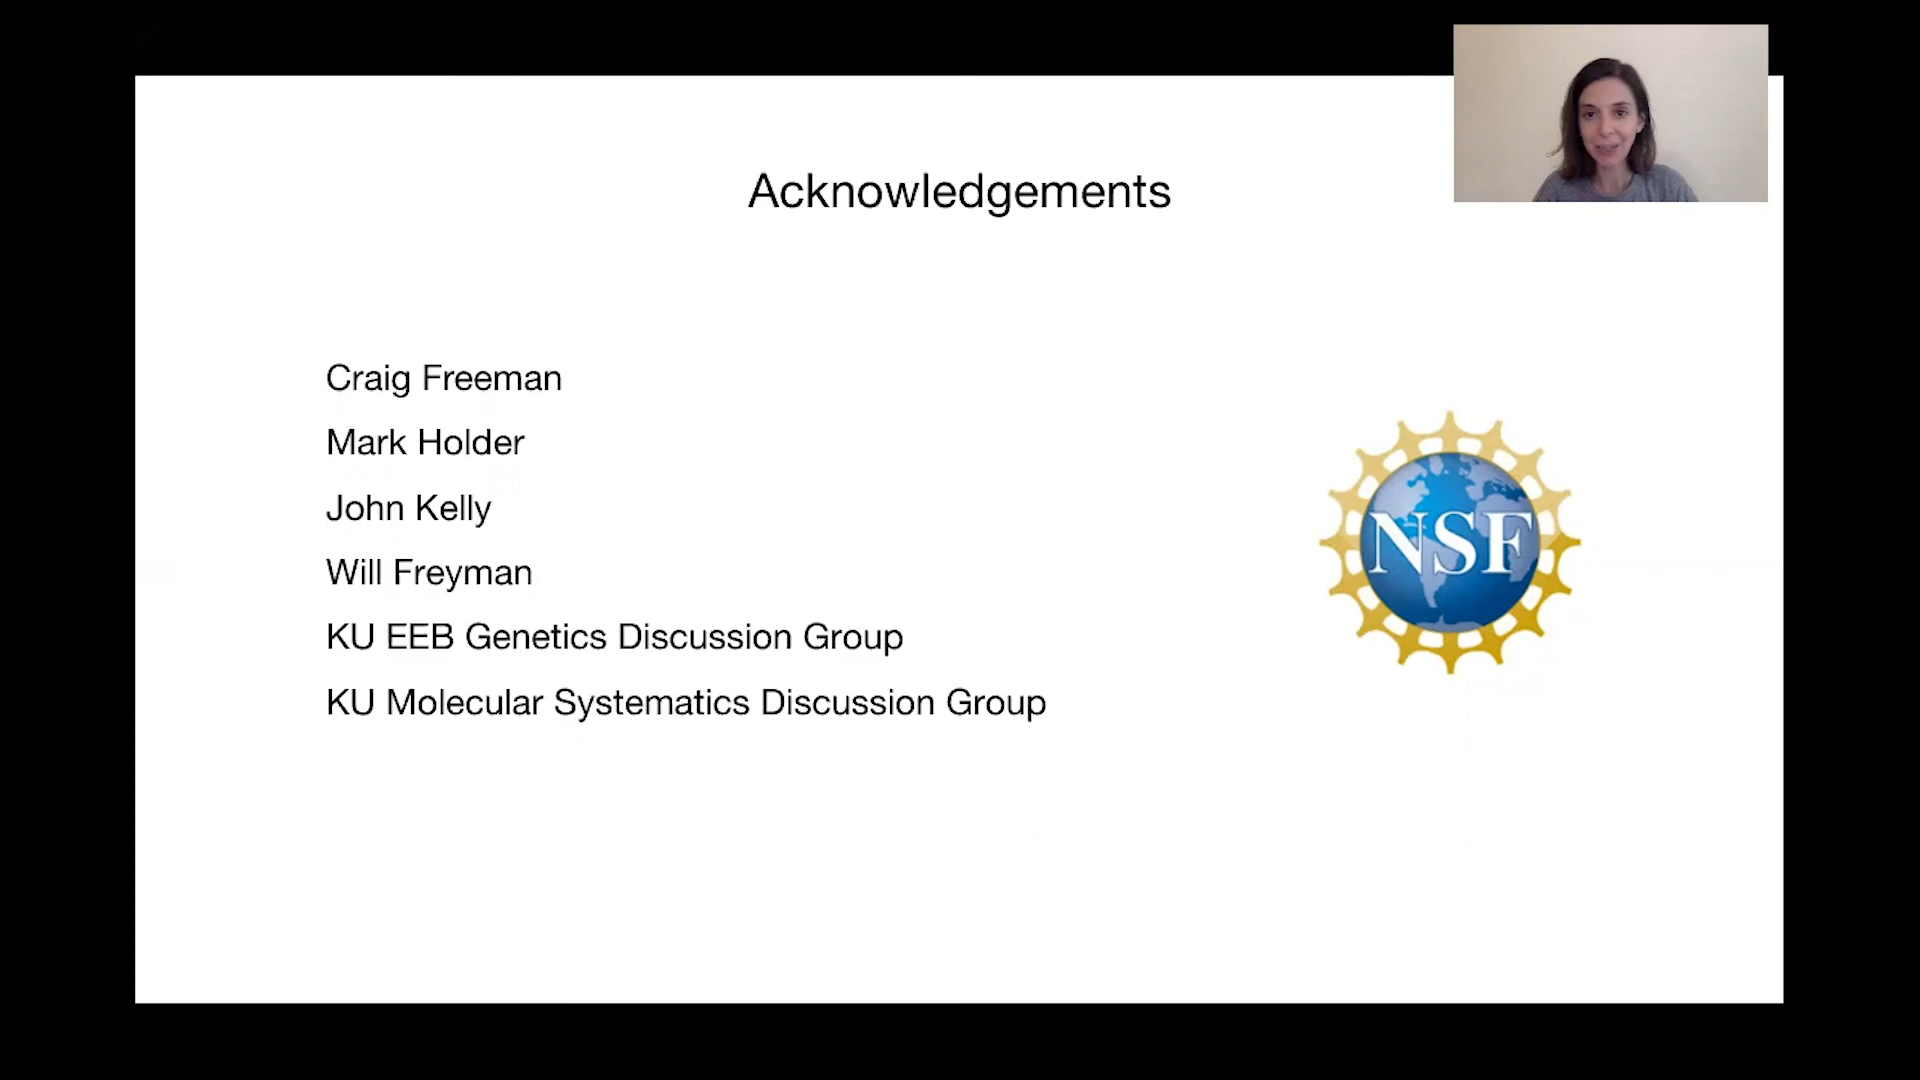 Acknowledgements
Craig Freeman
Mark Holder
John Kelly
Will Freyman
KU EEB Genetics Discussion Group
KU Molecular Systematics Discussion Group
NSF